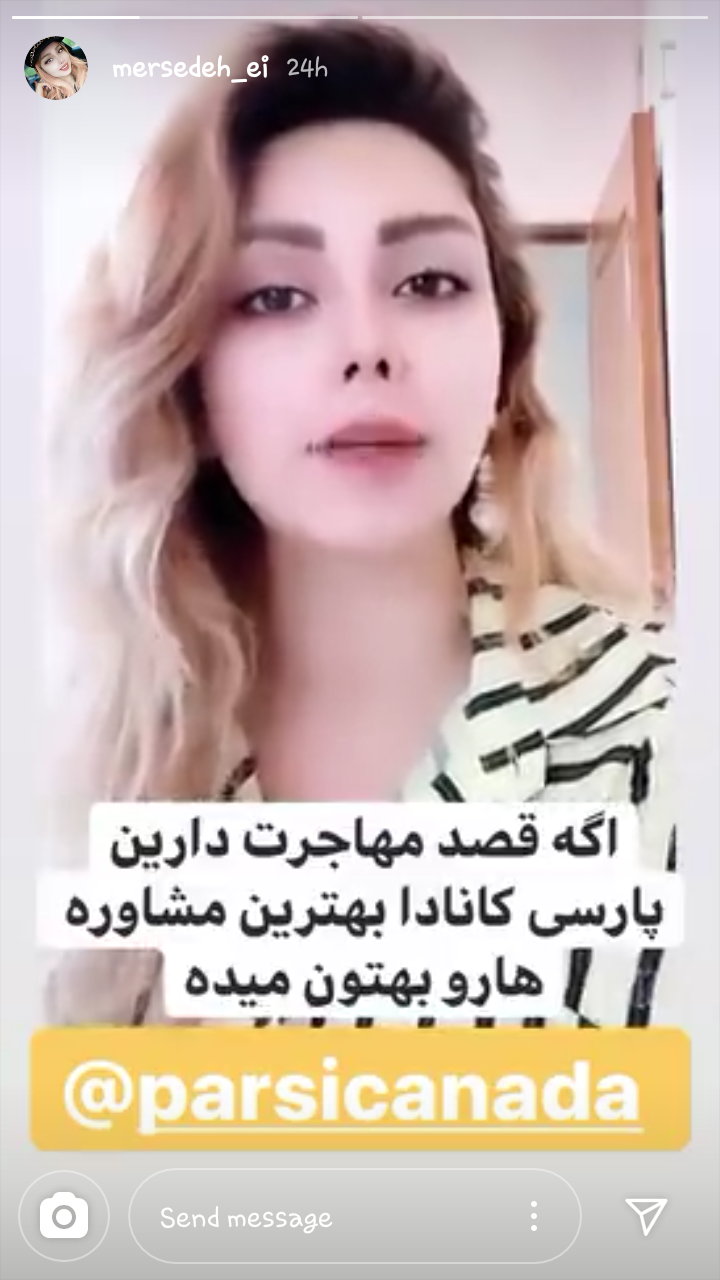 mersedeh_ei 24h
اگه قصد مهاجرت دارین
پارسی کانادا بهترین مشاوره
هارو بهتون میده
@parsicanada
Send message